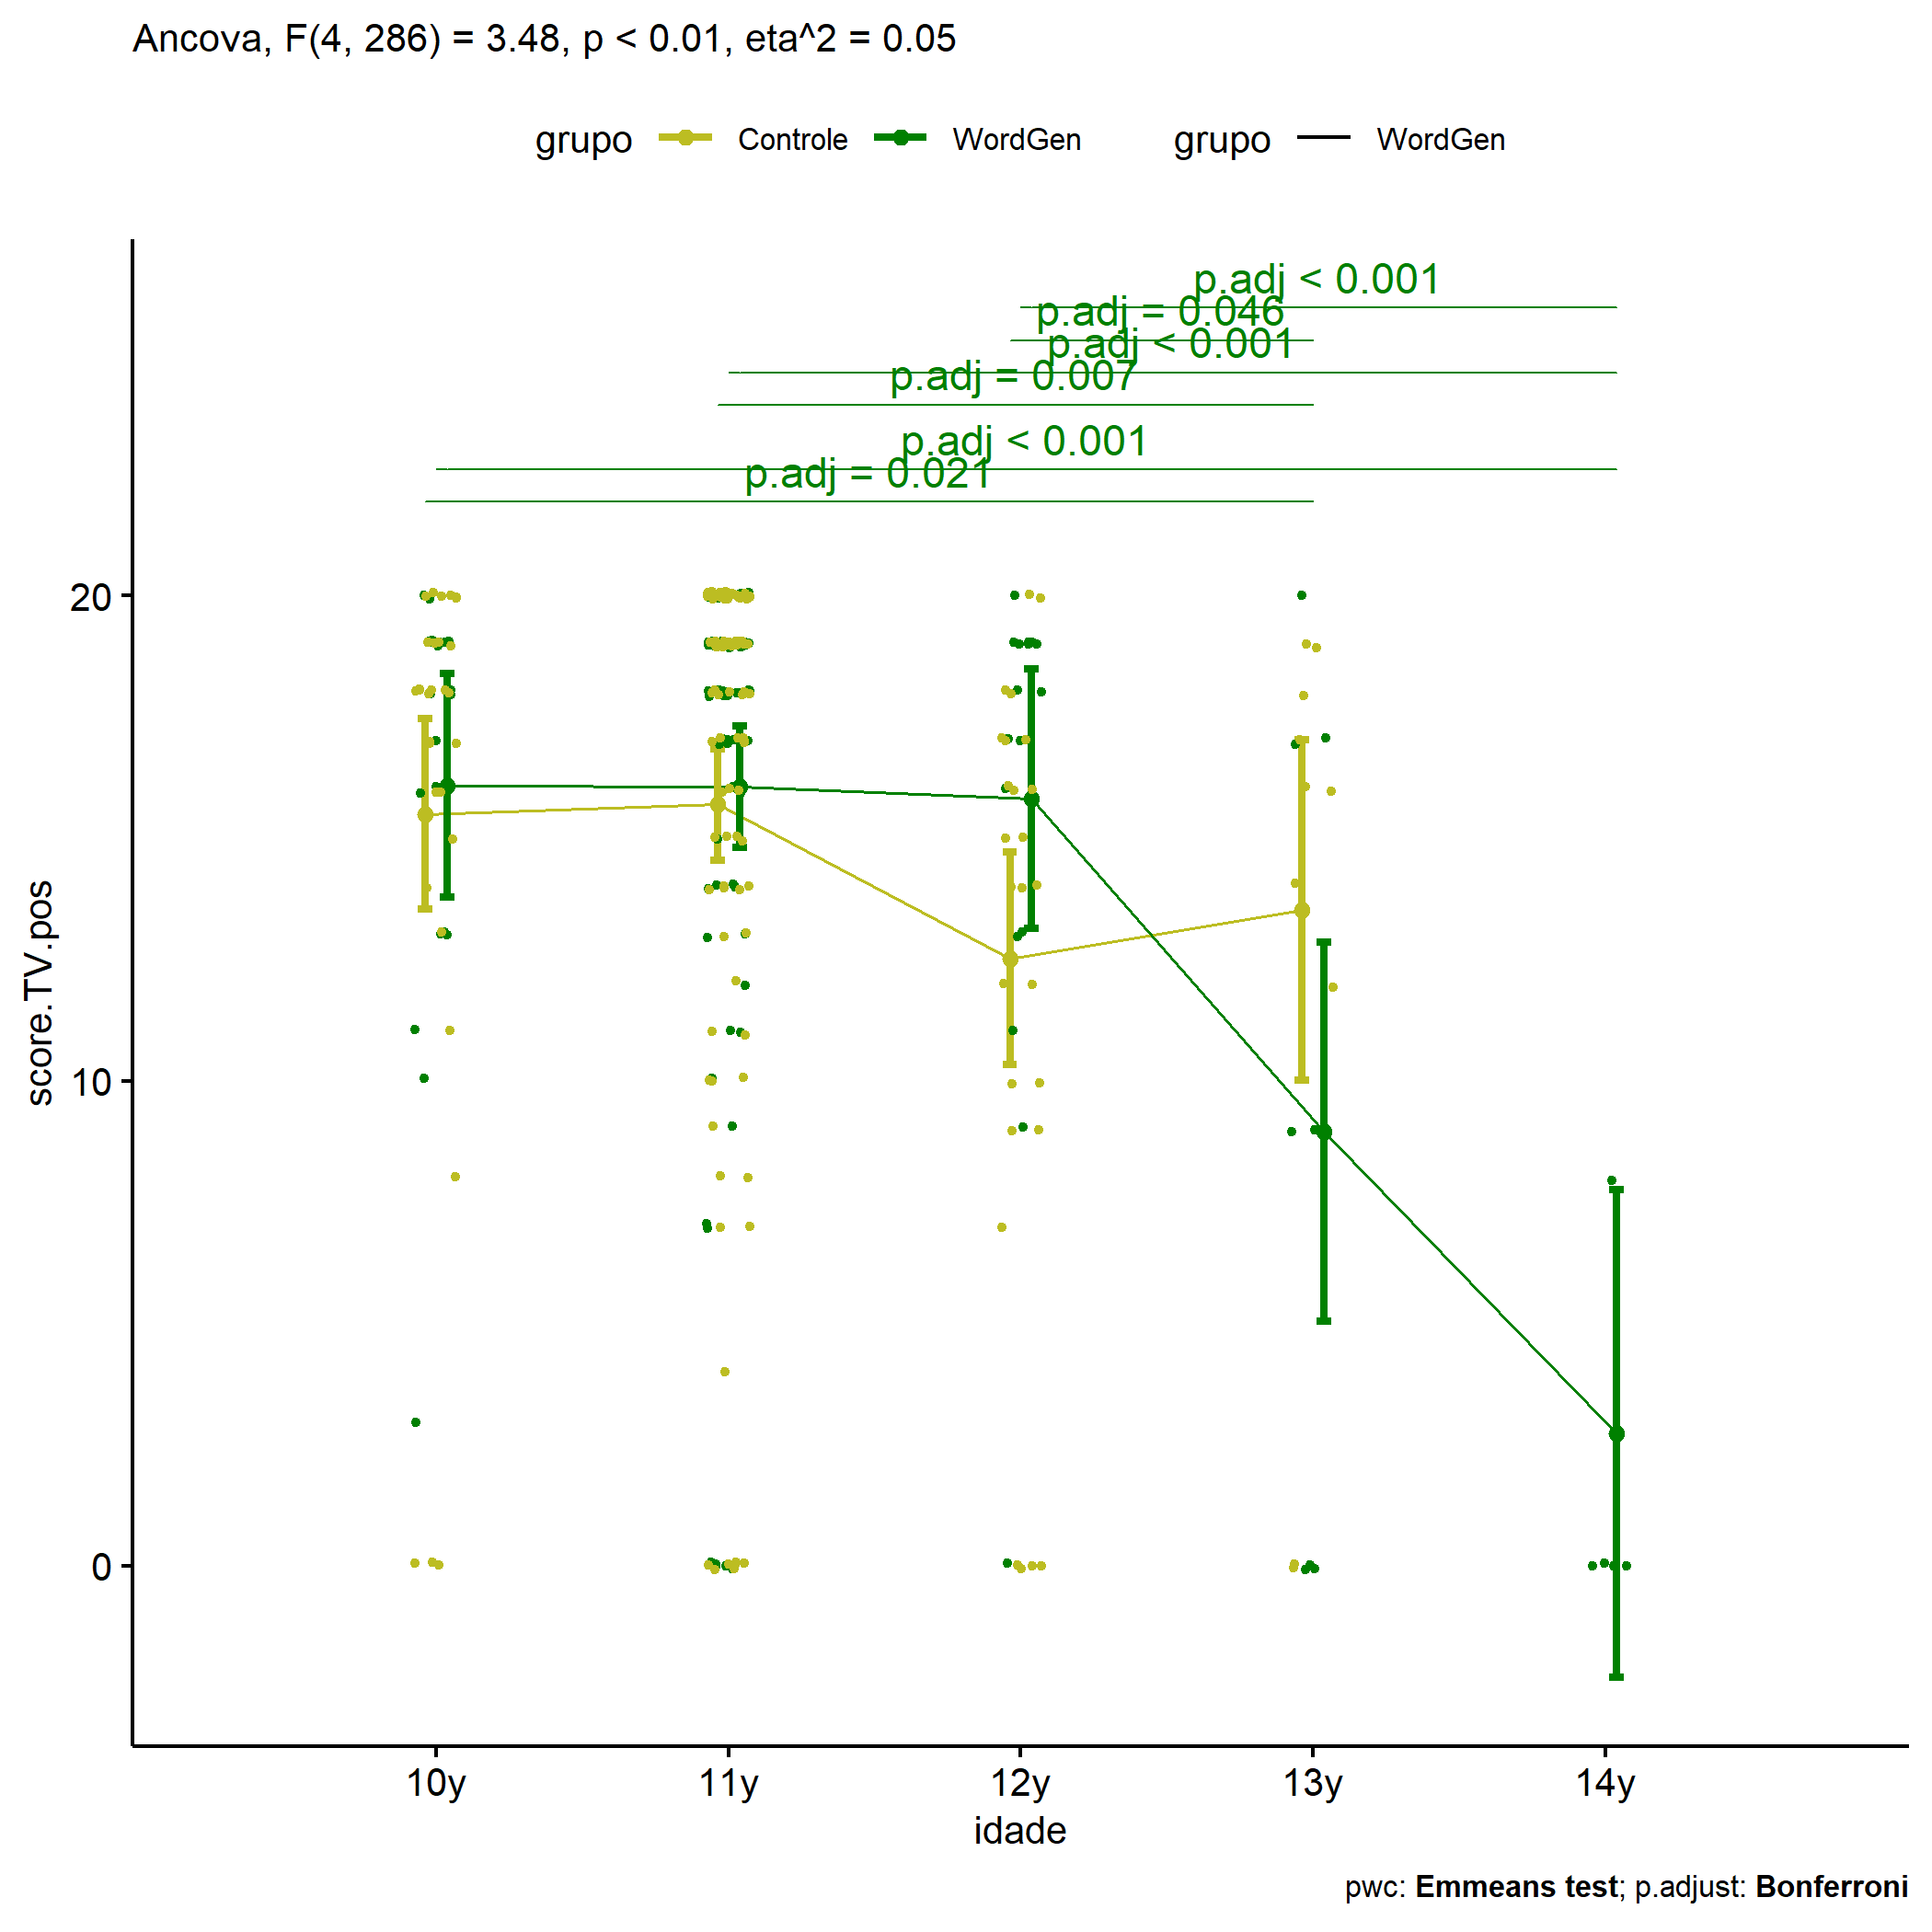 Ancova, F(4, 286) = 3.48, p < 0.01, eta^2 = 0.05
grupo Controle WordGen grupo WordGen
p.adj < 0.001
p.adj = 0.046
p.adj < 0.001
p.adj = 0.007
p.adj < 0.001
p.adj = 0.021
20
10
0
score.TV.pos
10y 11y 12y 13y 14y
idade
pwc: Emmeans test; p.adjust: Bonferroni